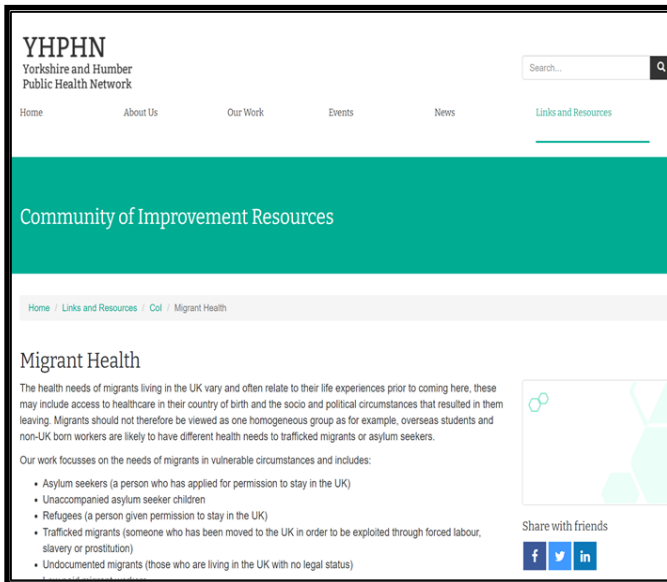 YHPHN
Yorkshire and Humber
Public Health Network
Search...
Home About Us Our Work Events News Links and Resources
Community of Improvement Resources
Home / Links and Resources / CoI / Migrant Health
Migrant Health
The health needs of migrants living in the UK vary and often relate to their life experiences prior to coming here, these
may include access to healthcare in their country of birth and the socio and political circumstances that resulted in them
leaving. Migrants should not therefore be viewed as one homogeneous group as for example, overseas students and
non-UK born workers are likely to have different health needs to trafficked migrants or asylum seekers.
Our work focusses on the needs of migrants in vulnerable circumstances and includes:
• Asylum seekers (a person who has applied for permission to stay in the UK)
• Unaccompanied asylum seeker children
• Refugees (a person given permission to stay in the UK)
• Trafficked migrants (someone who has been moved to the UK in order to be exploited through forced labour,
slavery or prostitution)
• Undocumented migrants (those who are living in the UK with no legal status)
Share with friends